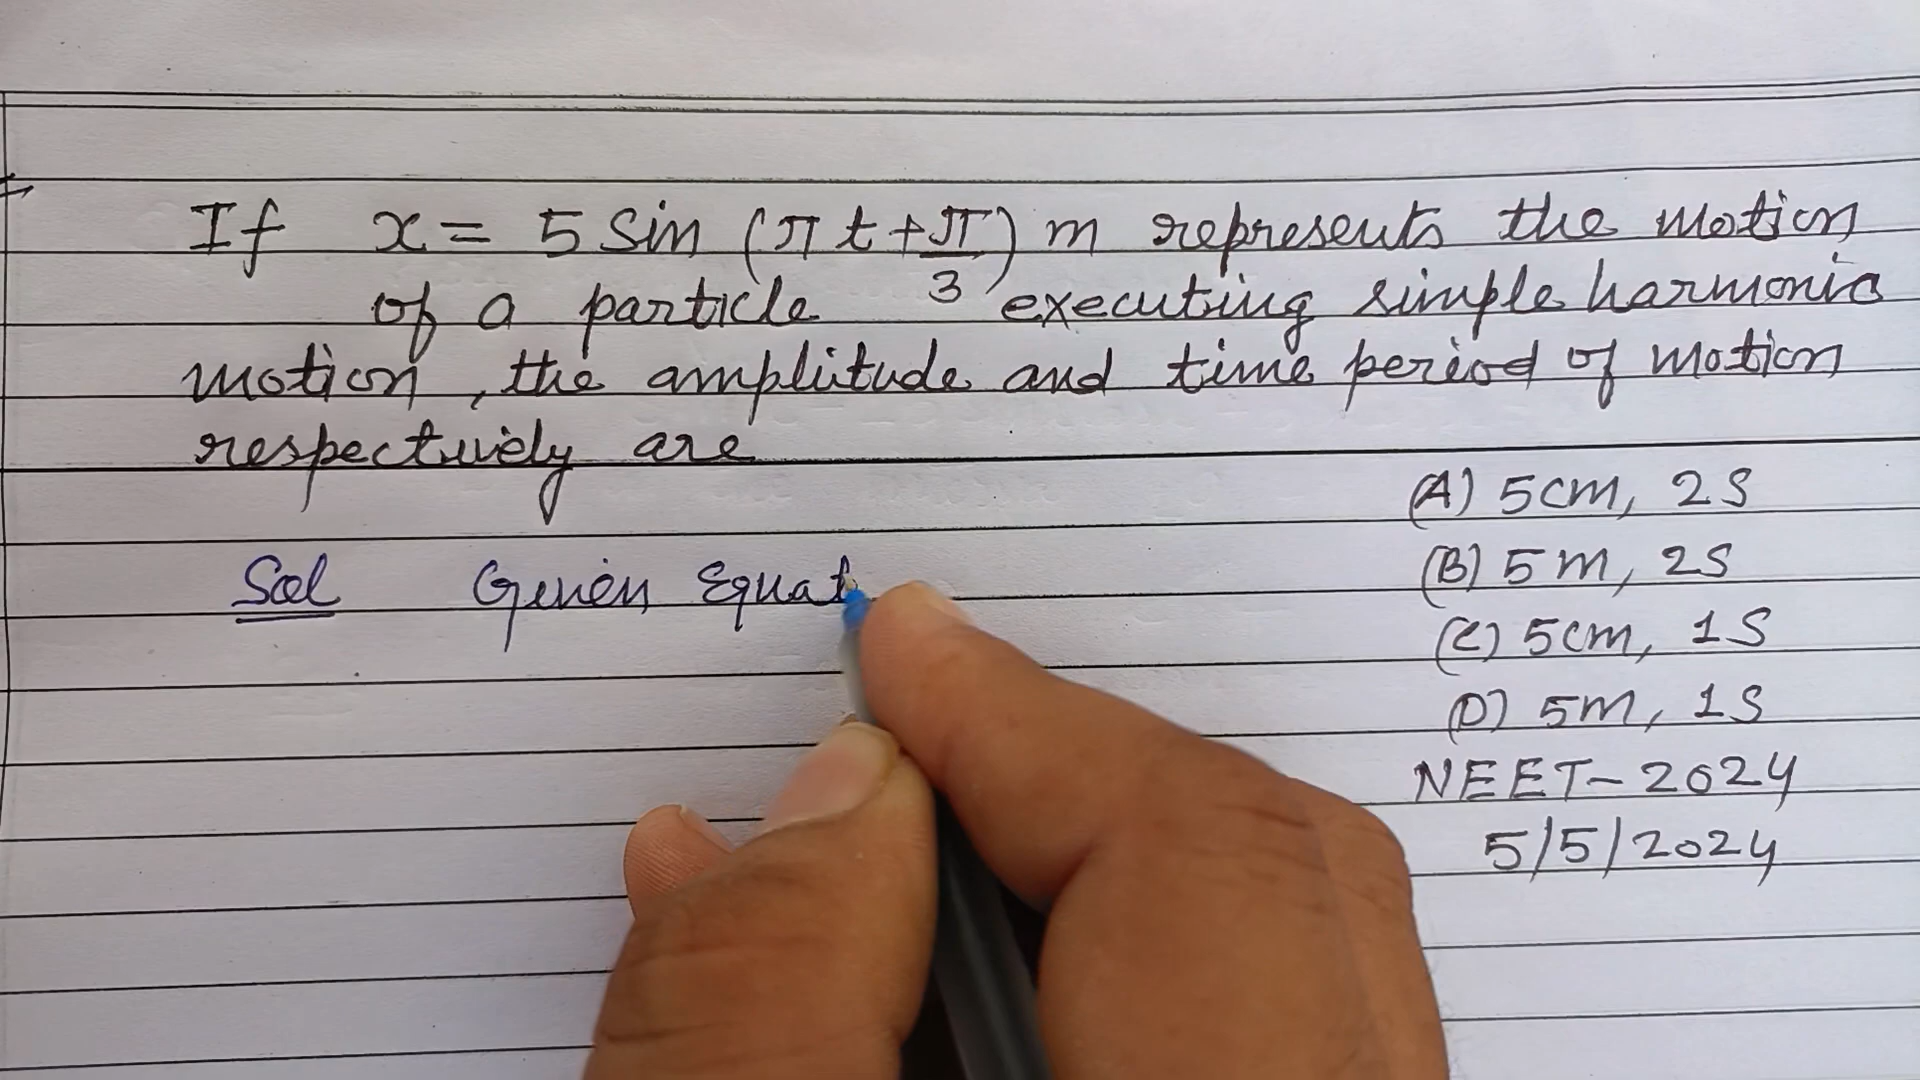 If x = 5 Sin (π t + π/3) m represents the motion
of a particle executing simple harmonic
motion, the amplitude and time period of motion
respectively are
(A) 5cm, 2S
(B) 5m, 2S
(C) 5cm, 1S
(D) 5m, 1S
NEET-2024
5/5/2024
Sol Given Equat